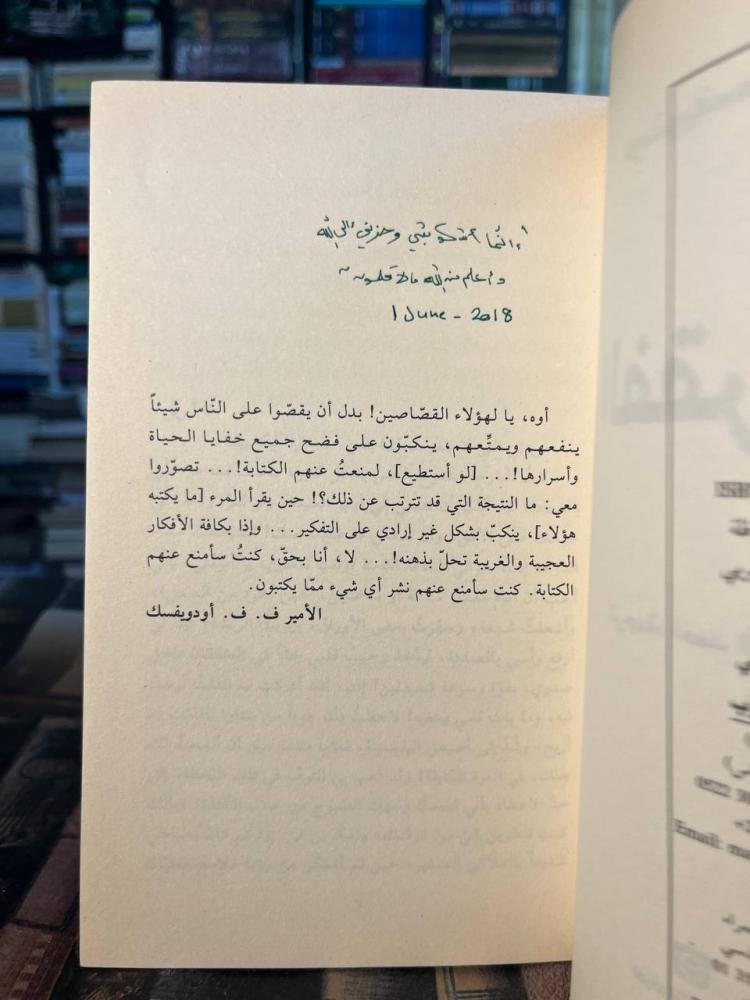 إنّما أشكو بثي وحزني إلى الله
وأعلم من الله ما لا تعلمون ~
1 June - 2018
أوه، يا لهؤلاء القصّاصين! بدل أن يقصّوا على النّاس شيئاً
ينفعهم ويمتِّعهم، ينكبّون على فضح جميع خفايا الحياة
وأسرارها!... [لو أستطيع]، لمنعتُ عنهم الكتابة!... تصوّروا
معي: ما النتيجة التي قد تترتب عن ذلك؟! حين يقرأ المرء [ما يكتبه
هؤلاء]، ينكبّ بشكل غير إرادي على التفكير... وإذا بكافة الأفكار
العجيبة والغريبة تحلّ بذهنه!... لا، أنا بحقّ، كنتُ سأمنع عنهم
الكتابة. كنت سأمنع عنهم نشر أي شيء ممّا يكتبون.
الأمير ف. ف. أودويفسك
Email: